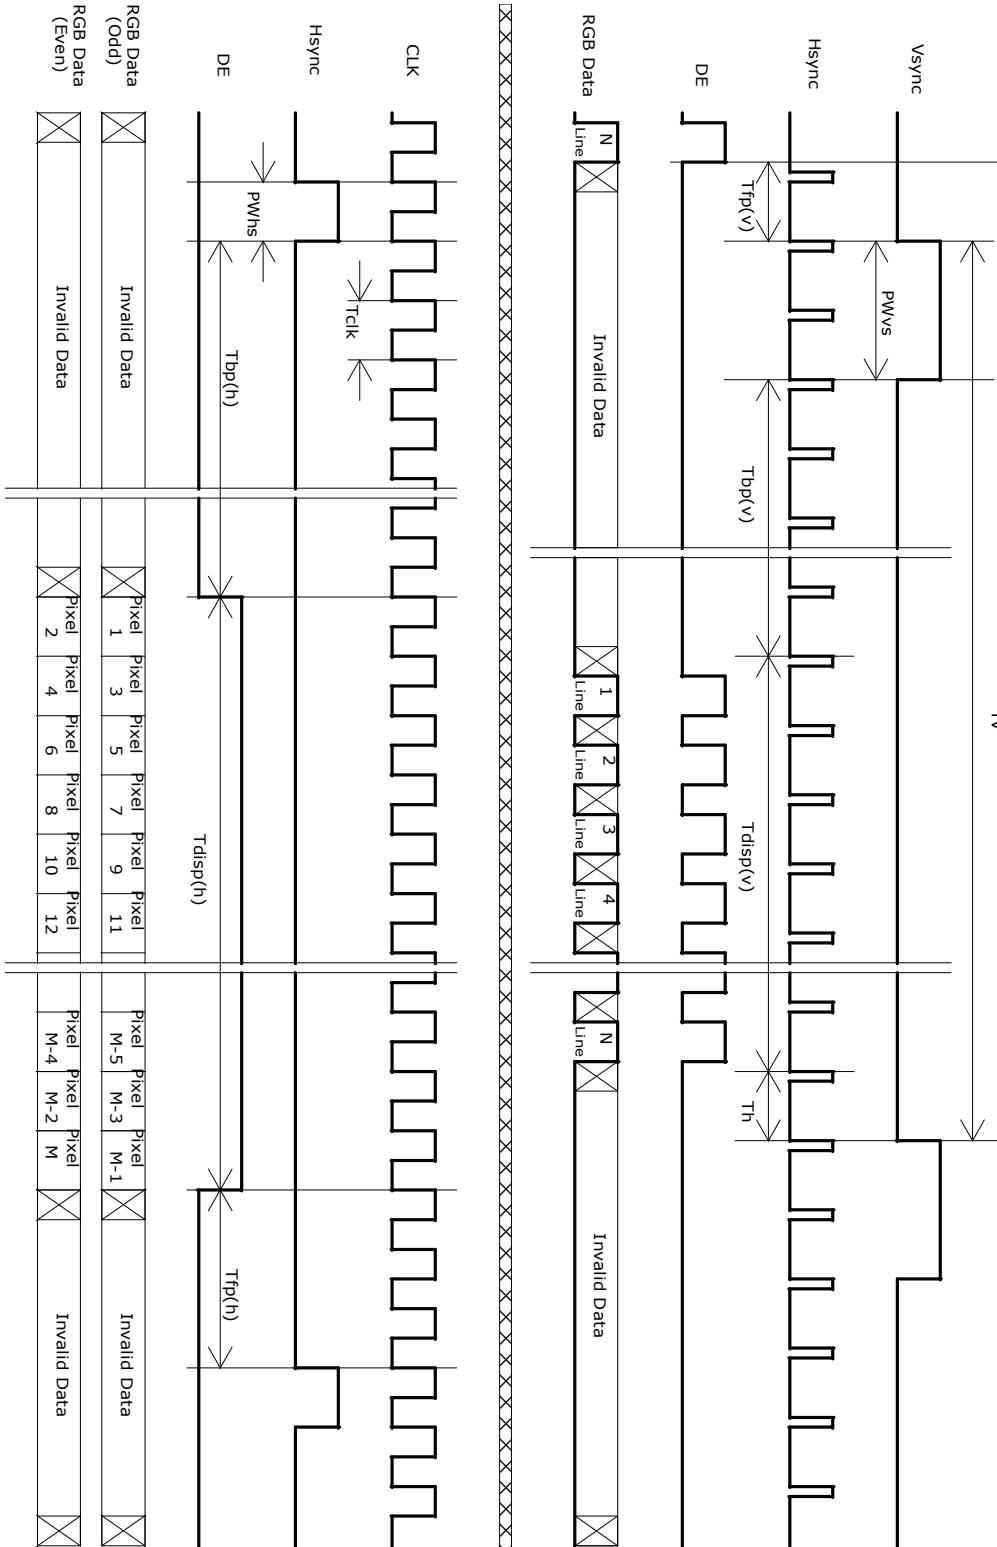 Vsync
Tv
PWvs
Hsync
Tfp(v)
Tbp(v)
Tdisp(v)
Th
DE
RGB Data
N
Line
Invalid Data
1
Line
2
Line
3
Line
4
Line
N
Line
Invalid Data
CLK
Tclk
Hsync
PWhs
DE
Tbp(h)
Tdisp(h)
Tfp(h)
RGB Data
(Odd)
Invalid Data
Pixel Pixel Pixel Pixel Pixel Pixel Pixel Pixel Pixel
1 3 5 7 9 11 M-5 M-3 M-1
Invalid Data
RGB Data
(Even)
Invalid Data
Pixel Pixel Pixel Pixel Pixel Pixel Pixel Pixel Pixel
2 4 6 8 10 12 M-4 M-2 M
Invalid Data